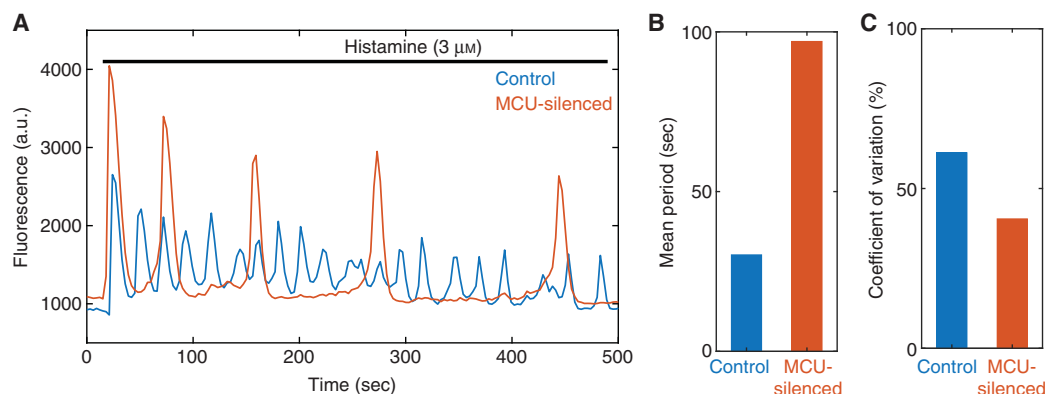 A
Histamine (3 μM)
Control
MCU-silenced
4000
3000
2000
1000
Fluorescence (a.u.)
0
100
200
300
400
500
Time (sec)
B
100
50
0
Mean period (sec)
Control
MCU-
silenced
C
100
50
0
Coefficient of variation (%)
Control
MCU-
silenced